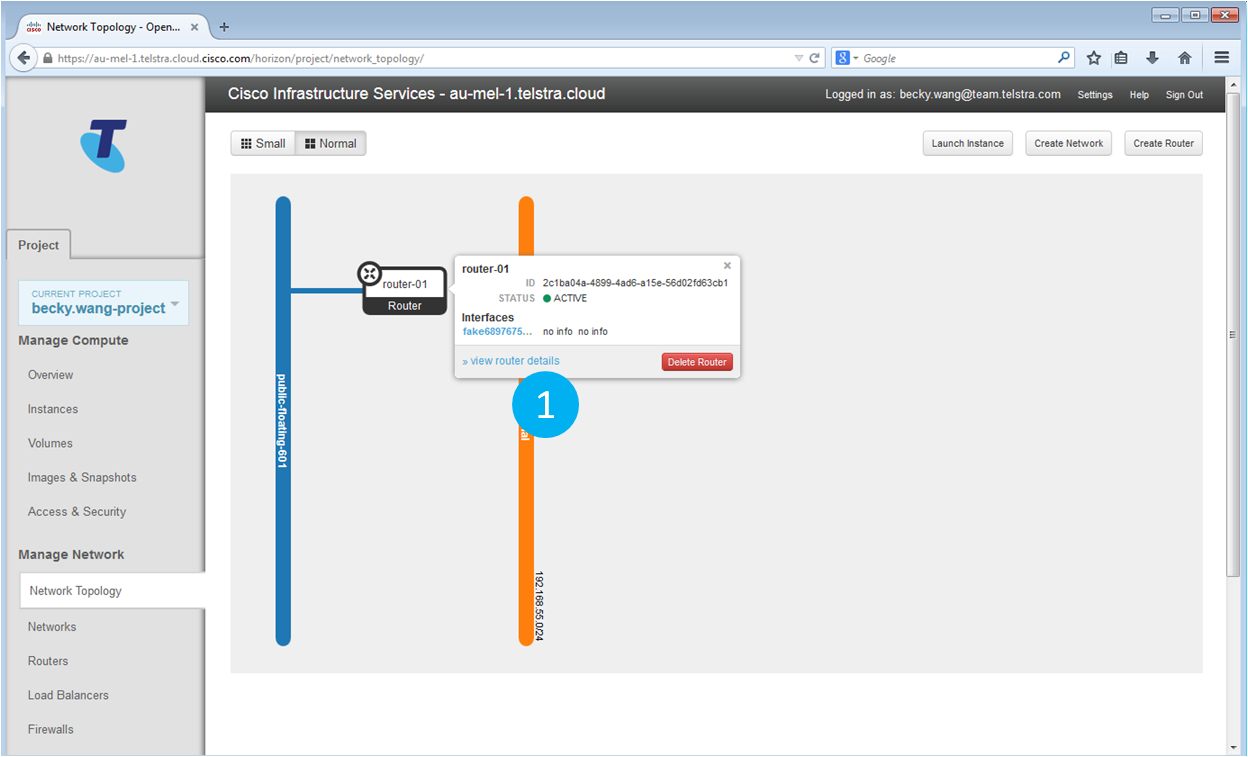 Network Topology - Open...
https://au-mel-1.telstra.cloud.cisco.com/horizon/project/network_topology/
Google
Cisco Infrastructure Services - au-mel-1.telstra.cloud
Logged in as: becky.wang@team.telstra.com Settings Help Sign Out
Small Normal
Launch Instance Create Network Create Router
Project
CURRENT PROJECT
becky.wang-project
Manage Compute
Overview
Instances
Volumes
Images & Snapshots
Access & Security
Manage Network
Network Topology
Networks
Routers
Load Balancers
Firewalls
public-floating-601
router-01
Router
router-01
ID 2c1ba04a-4899-4ad6-a15e-56d02fd63cb1
STATUS ACTIVE
Interfaces
fake6897675... no info no info
» view router details Delete Router
1
192.168.55.0/24